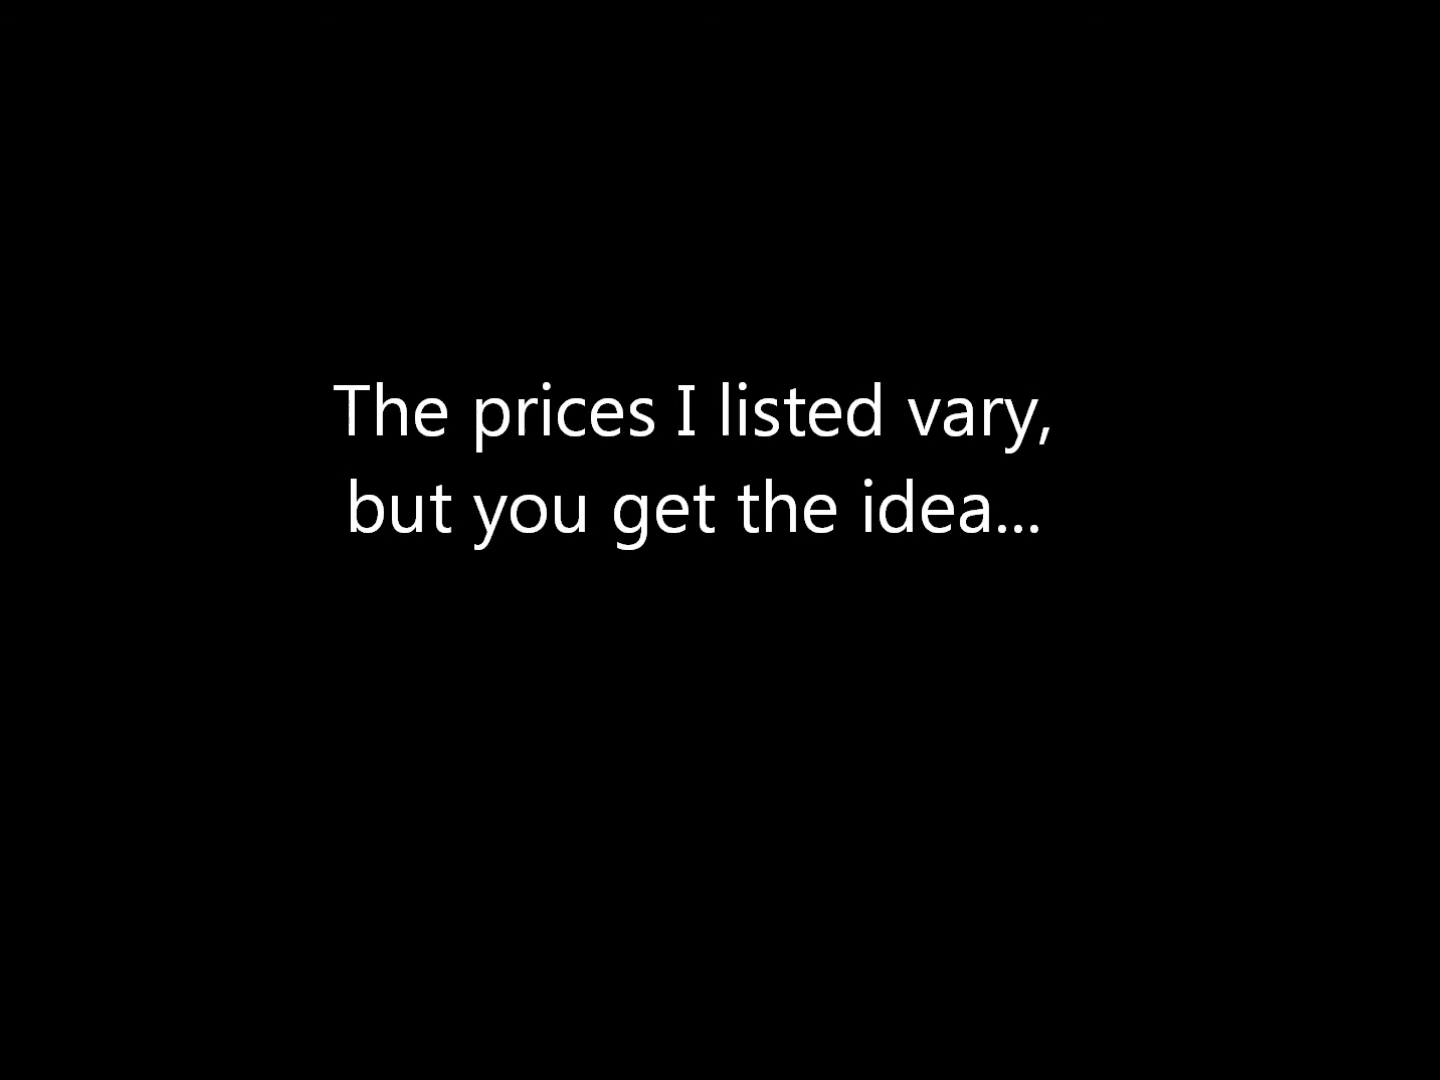 The prices I listed vary,
but you get the idea...